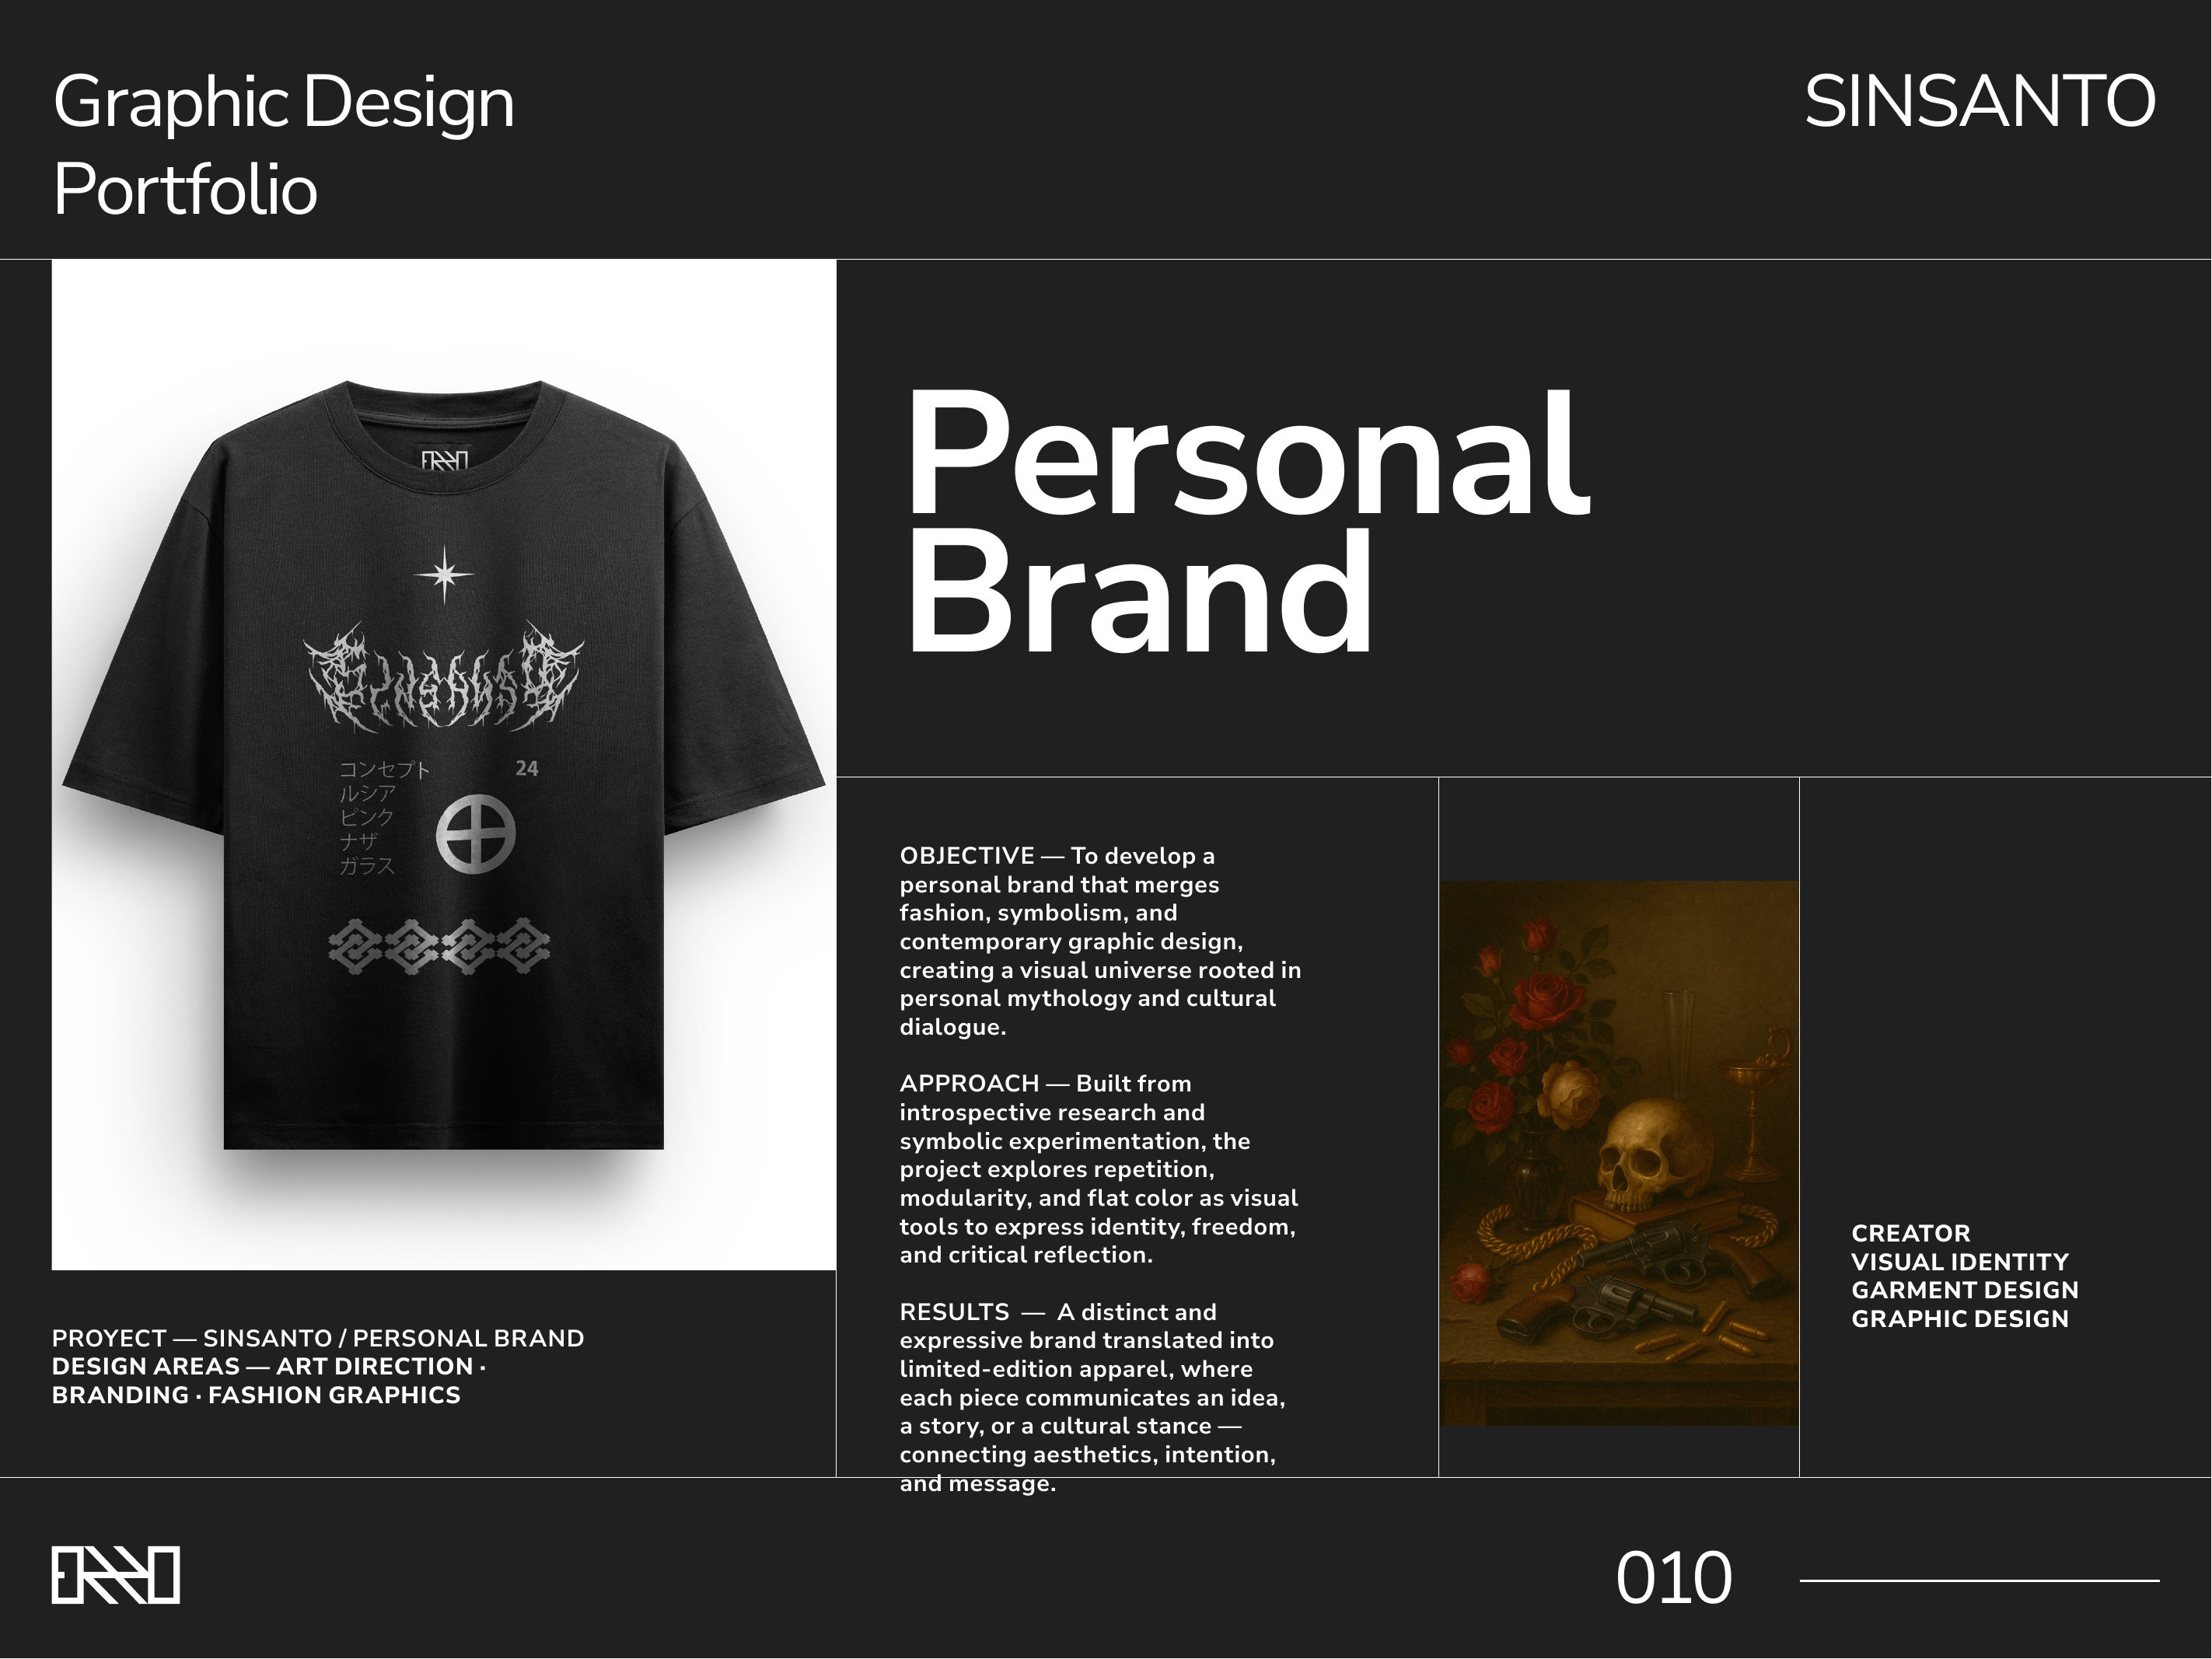 Graphic Design
Portfolio
SINSANTO
コンセプト
ルシア
ピンク
ナザ
ガラス
24
Personal
Brand
OBJECTIVE — To develop a
personal brand that merges
fashion, symbolism, and
contemporary graphic design,
creating a visual universe rooted in
personal mythology and cultural
dialogue.
APPROACH — Built from
introspective research and
symbolic experimentation, the
project explores repetition,
modularity, and flat color as visual
tools to express identity, freedom,
and critical reflection.
RESULTS — A distinct and
expressive brand translated into
limited-edition apparel, where
each piece communicates an idea,
a story, or a cultural stance —
connecting aesthetics, intention,
and message.
CREATOR
VISUAL IDENTITY
GARMENT DESIGN
GRAPHIC DESIGN
PROYECT — SINSANTO / PERSONAL BRAND
DESIGN AREAS — ART DIRECTION ·
BRANDING · FASHION GRAPHICS
010